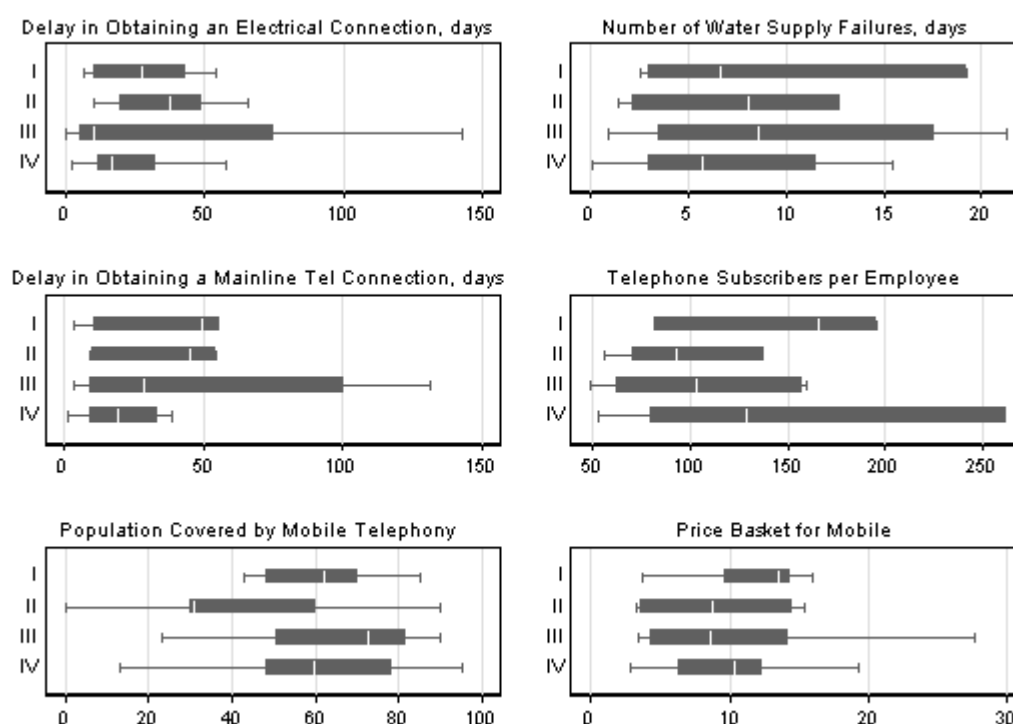 Delay in Obtaining an Electrical Connection, days
I
II
III
IV
0 50 100 150
Number of Water Supply Failures, days
I
II
III
IV
0 5 10 15 20
Delay in Obtaining a Mainline Tel Connection, days
I
II
III
IV
0 50 100 150
Telephone Subscribers per Employee
I
II
III
IV
50 100 150 200 250
Population Covered by Mobile Telephony
I
II
III
IV
0 20 40 60 80 100
Price Basket for Mobile
I
II
III
IV
0 10 20 30